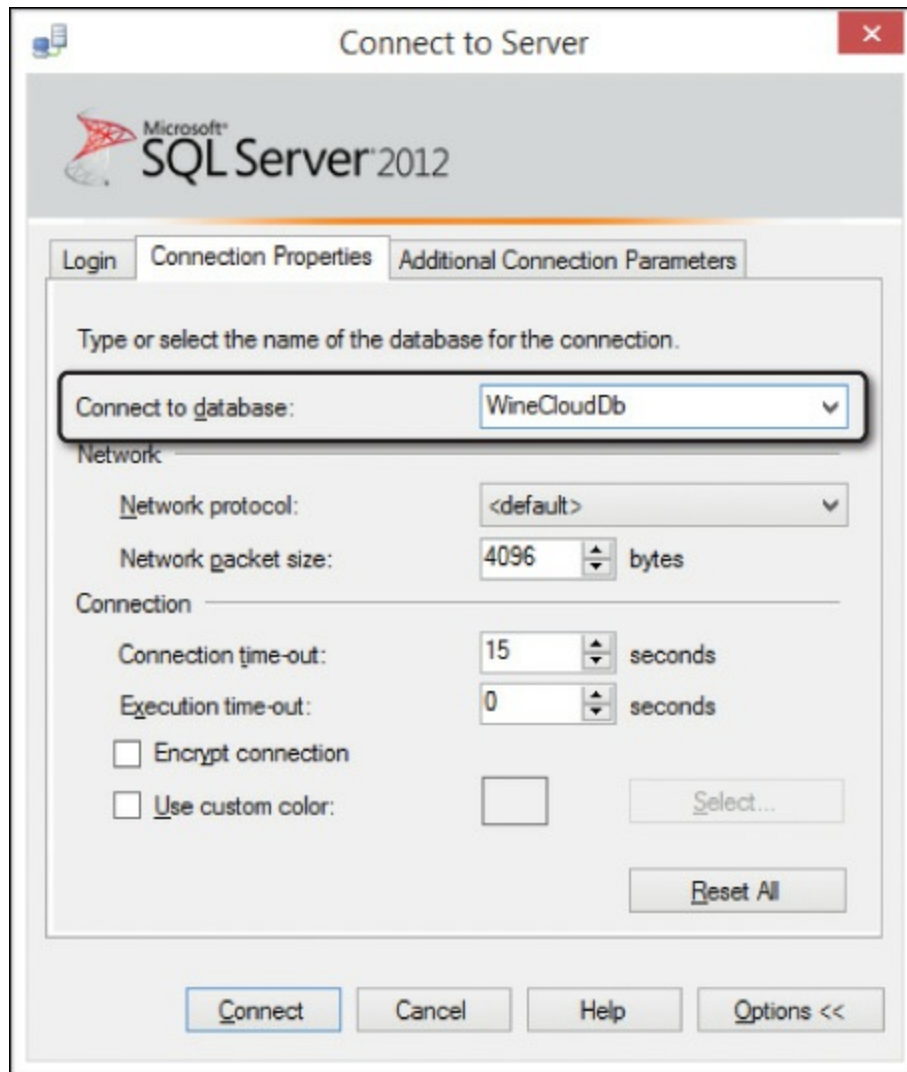 Connect to Server
Microsoft®
SQL Server® 2012
Login Connection Properties Additional Connection Parameters
Type or select the name of the database for the connection.
Connect to database: WineCloudDb
Network
Network protocol: <default>
Network packet size: 4096 bytes
Connection
Connection time-out: 15 seconds
Execution time-out: 0 seconds
Encrypt connection
Use custom color: Select...
Reset All
Connect Cancel Help Options <<